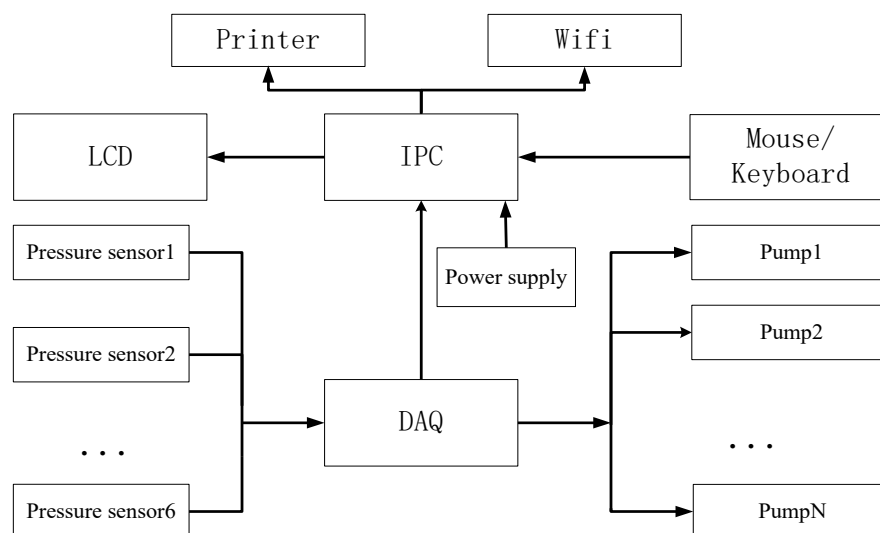 Printer
Wifi
LCD
IPC
Mouse/
Keyboard
Pressure sensor1
Power supply
Pump1
Pressure sensor2
Pump2
DAQ
...
...
Pressure sensor6
PumpN